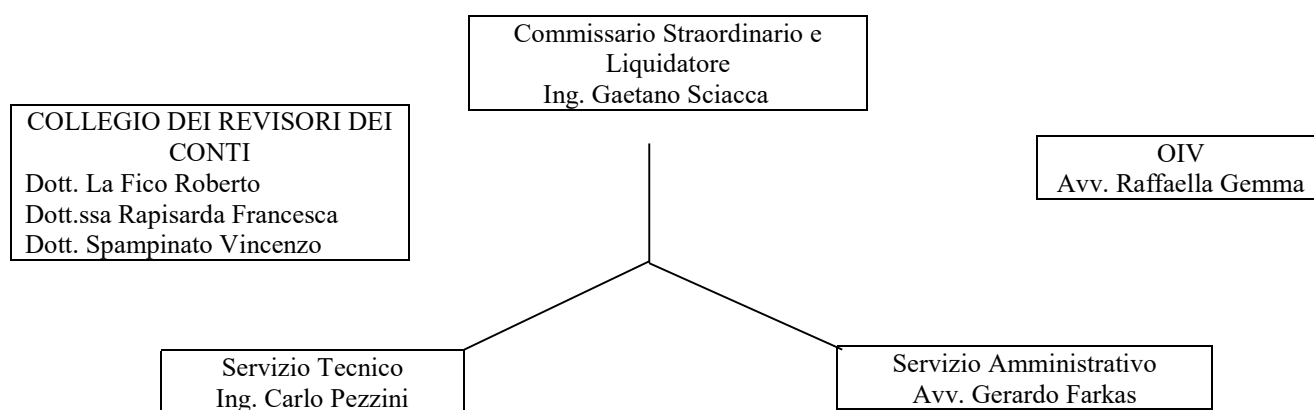 Commissario Straordinario e
Liquidatore
Ing. Gaetano Sciacca
COLLEGIO DEI REVISORI DEI
CONTI
Dott. La Fico Roberto
Dott.ssa Rapisarda Francesca
Dott. Spampinato Vincenzo
OIV
Avv. Raffaella Gemma
Servizio Tecnico
Ing. Carlo Pezzini
Servizio Amministrativo
Avv. Gerardo Farkas